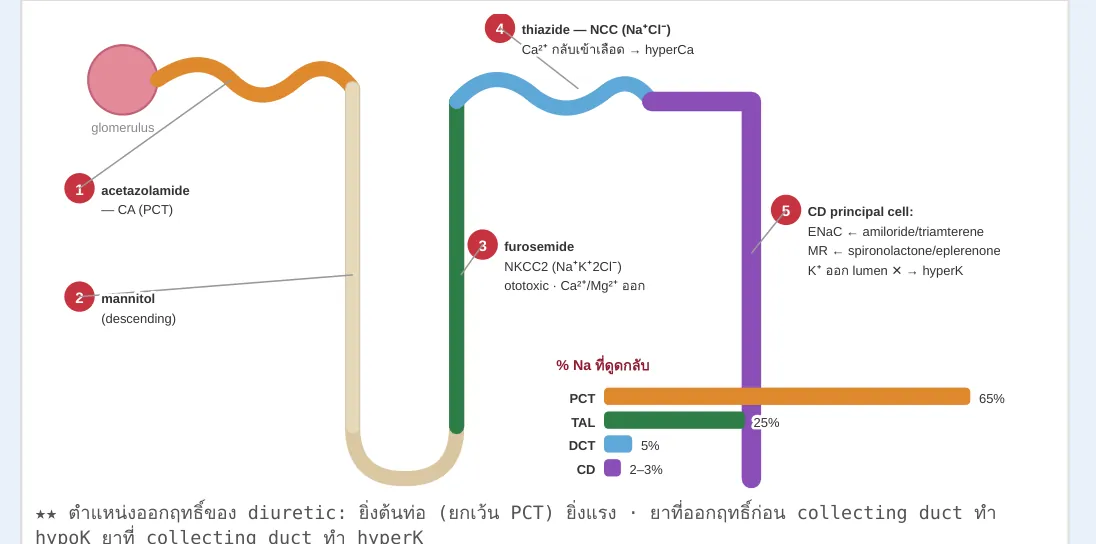 4 thiazide — NCC (Na⁺Cl⁻)
Ca²⁺ กลับเข้าเลือด → hyperCa
glomerulus
1 acetazolamide
— CA (PCT)
2 mannitol
(descending)
3 furosemide
NKCC2 (Na⁺K⁺2Cl⁻)
ototoxic · Ca²⁺/Mg²⁺ ออก
5 CD principal cell:
ENaC ← amiloride/triamterene
MR ← spironolactone/eplerenone
K⁺ ออก lumen ✕ → hyperK
% Na ที่ดูดกลับ
PCT 65%
TAL 25%
DCT 5%
CD 2–3%
★★ ตำแหน่งออกฤทธิ์ของ diuretic: ยิ่งต้นท่อ (ยกเว้น PCT) ยิ่งแรง · ยาที่ออกฤทธิ์ก่อน collecting duct ทำ
hypoK ยาที่ collecting duct ทำ hyperK